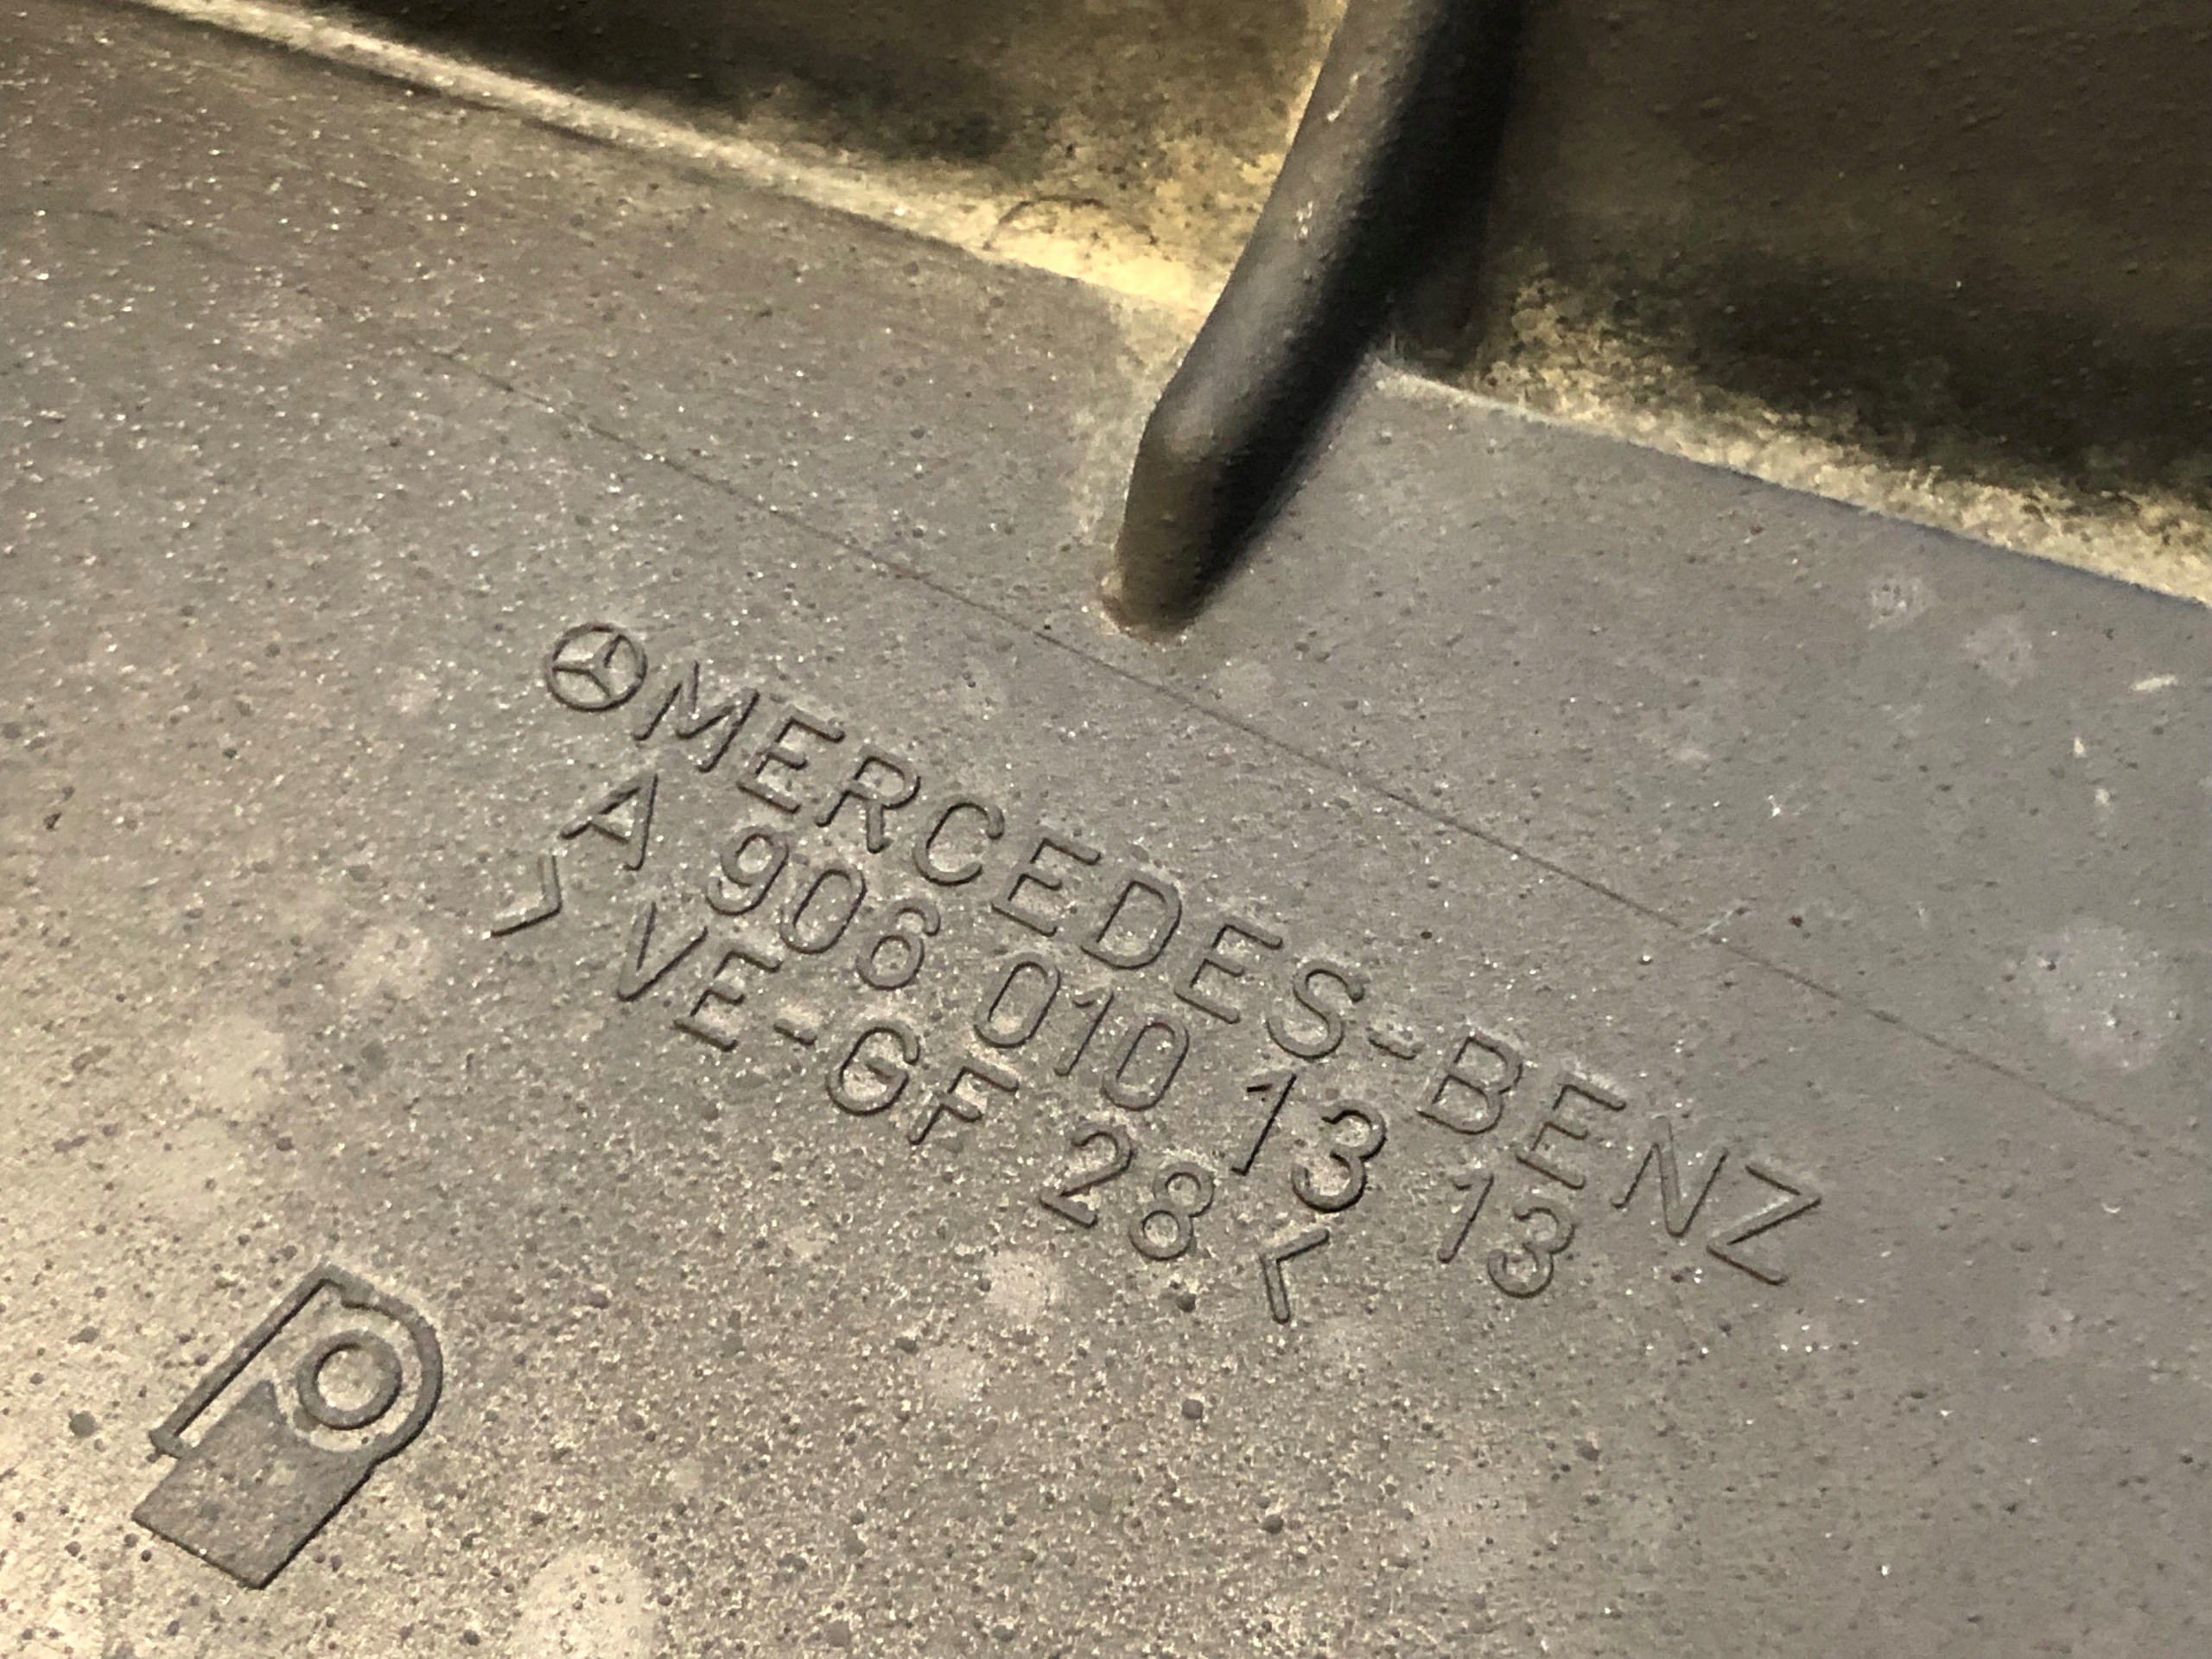 MERCEDES-BENZ
A 906 010 13 13
> VE-GF 28 <